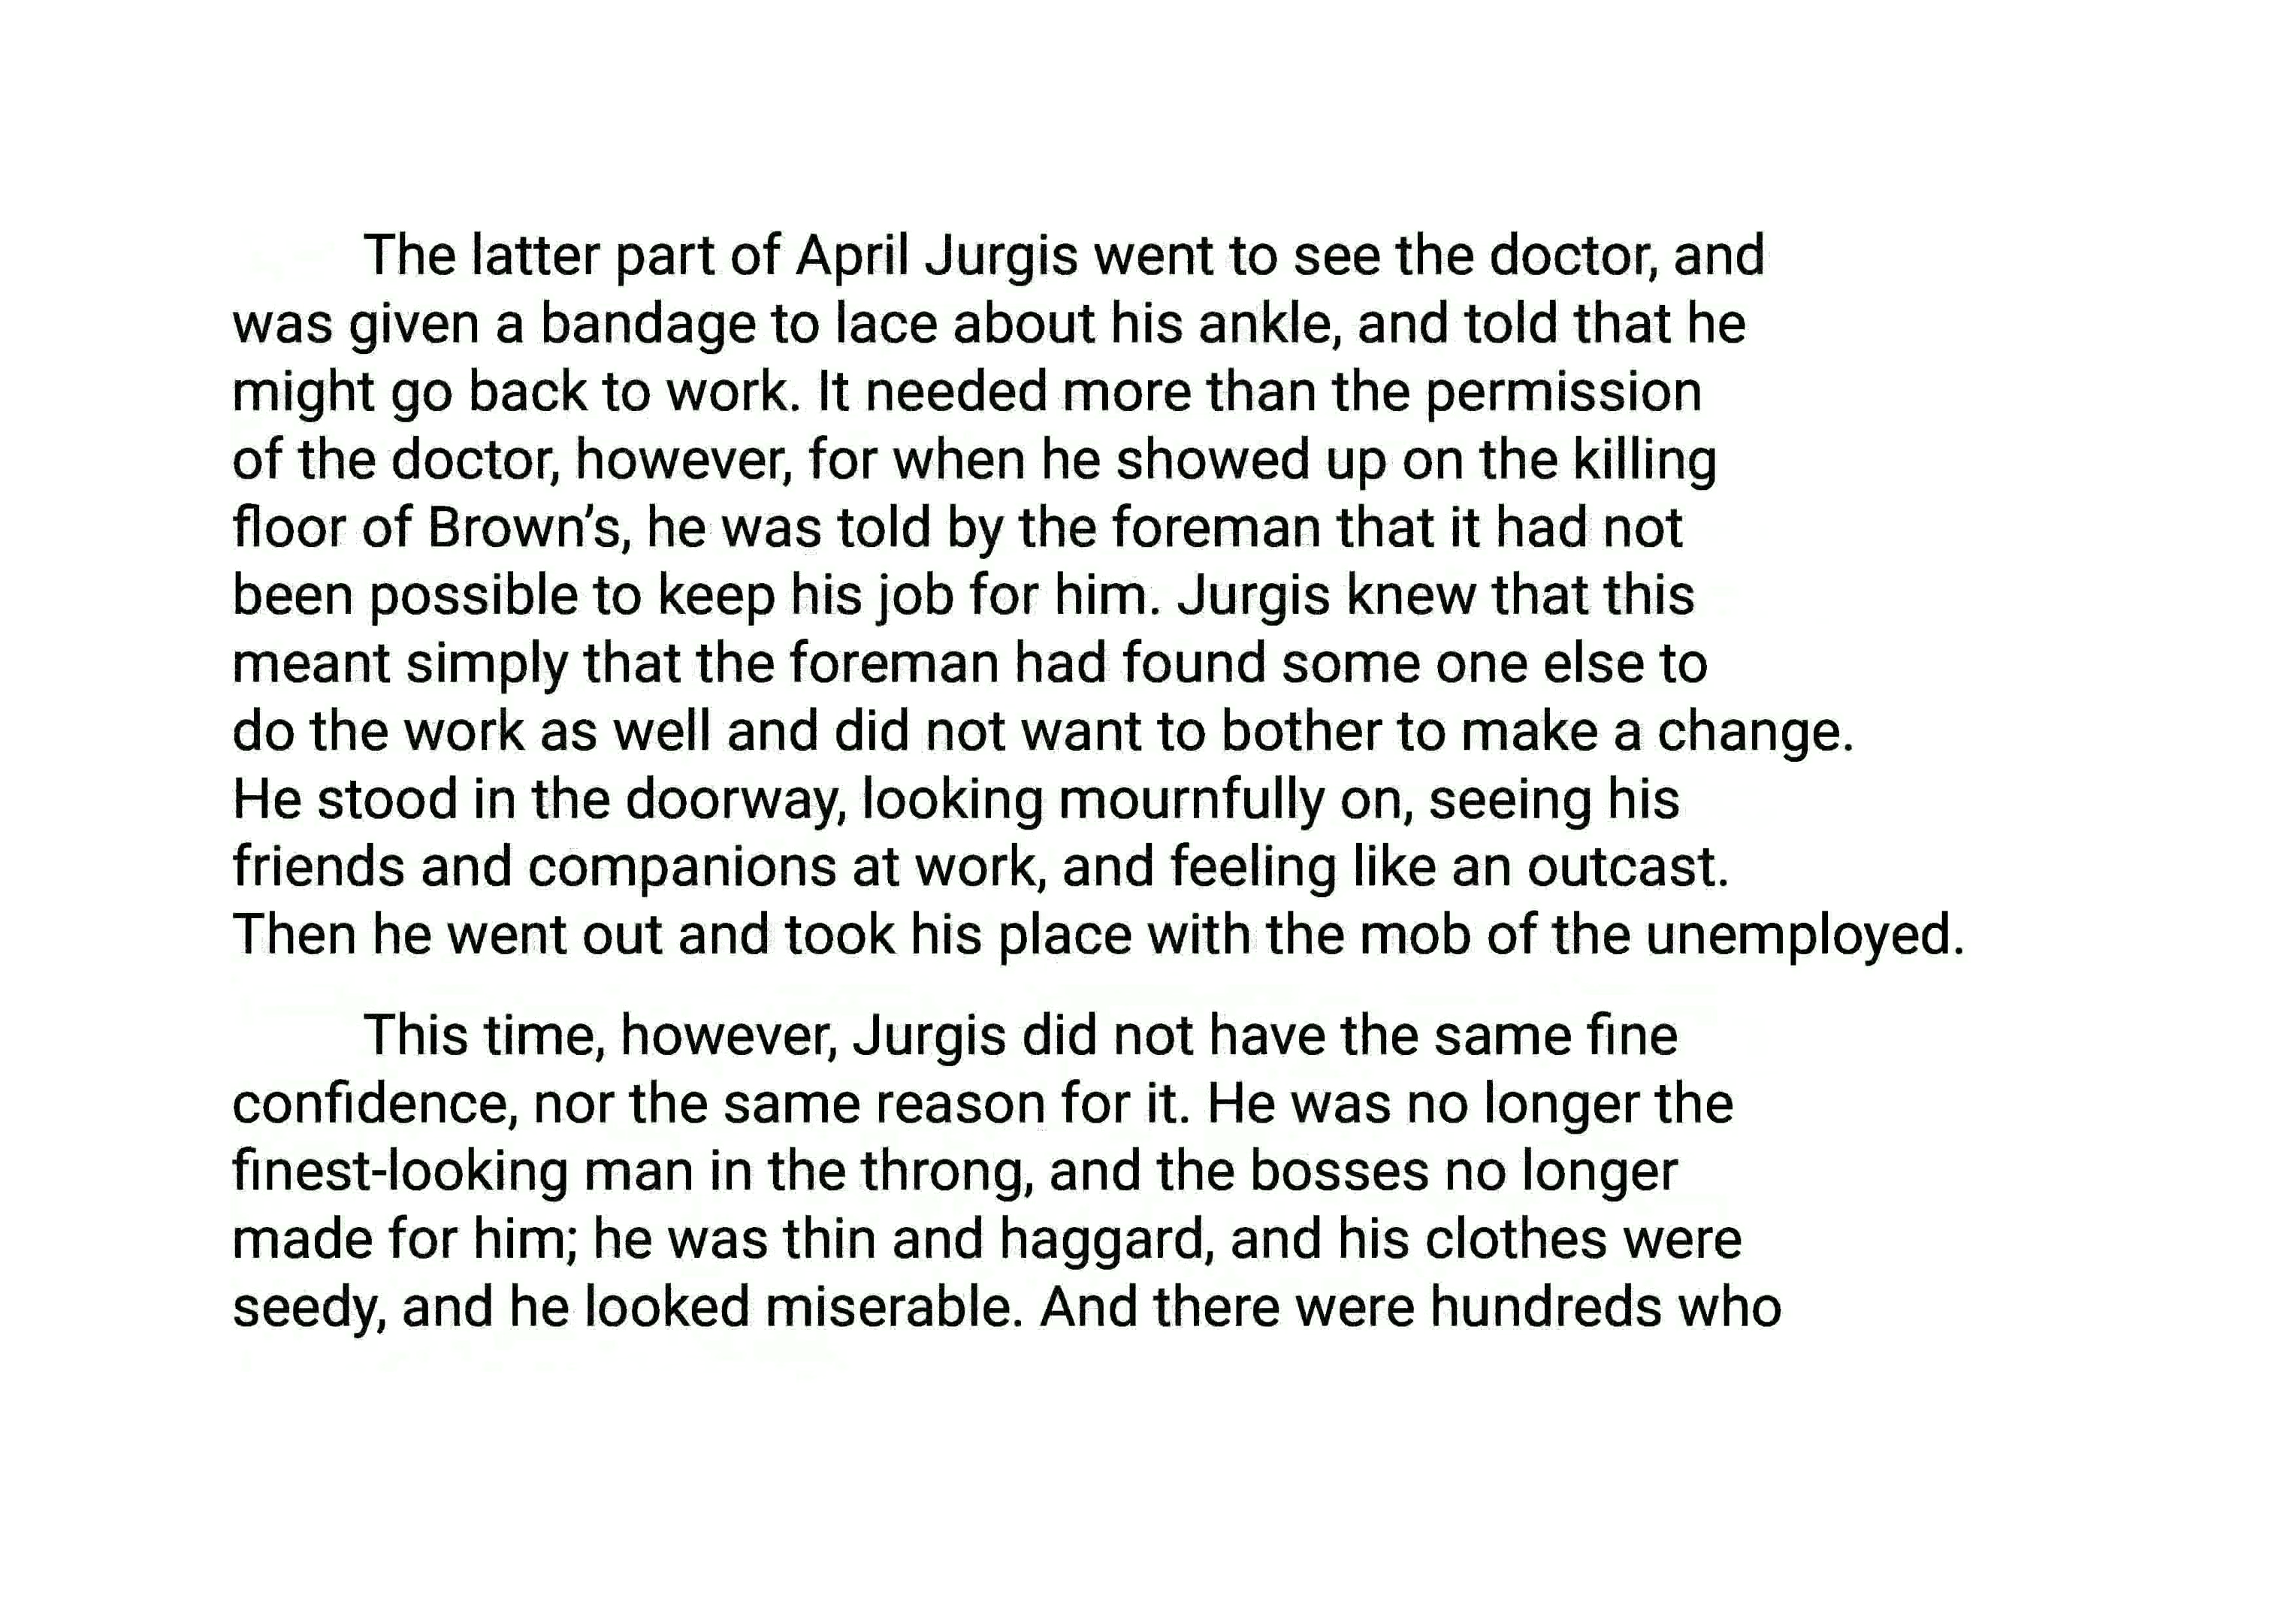 The latter part of April Jurgis went to see the doctor, and
was given a bandage to lace about his ankle, and told that he
might go back to work. It needed more than the permission
of the doctor, however, for when he showed up on the killing
floor of Brown’s, he was told by the foreman that it had not
been possible to keep his job for him. Jurgis knew that this
meant simply that the foreman had found some one else to
do the work as well and did not want to bother to make a change.
He stood in the doorway, looking mournfully on, seeing his
friends and companions at work, and feeling like an outcast.
Then he went out and took his place with the mob of the unemployed.
This time, however, Jurgis did not have the same fine
confidence, nor the same reason for it. He was no longer the
finest-looking man in the throng, and the bosses no longer
made for him; he was thin and haggard, and his clothes were
seedy, and he looked miserable. And there were hundreds who